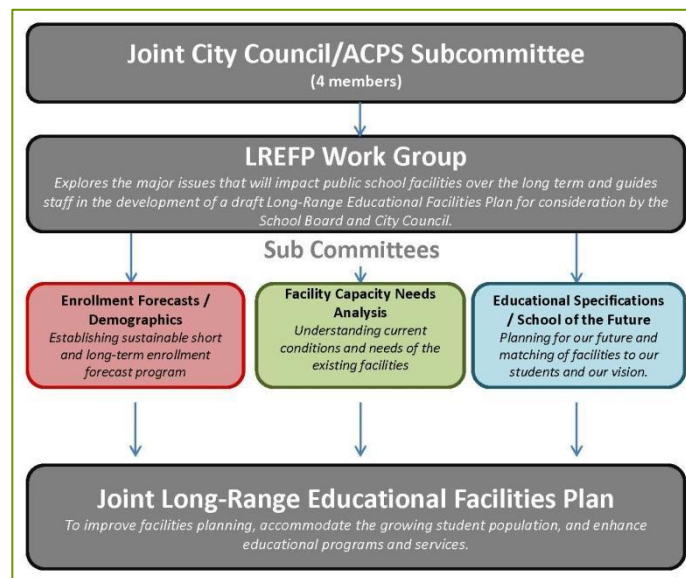 Joint City Council/ACPS Subcommittee
(4 members)
LREFP Work Group
Explores the major issues that will impact public school facilities over the long term and guides
staff in the development of a draft Long-Range Educational Facilities Plan for consideration by the
School Board and City Council.
Sub Committees
Enrollment Forecasts /
Demographics
Establishing sustainable short
and long-term enrollment
forecast program
Facility Capacity Needs
Analysis
Understanding current
conditions and needs of the
existing facilities
Educational Specifications
/ School of the Future
Planning for our future and
matching of facilities to our
students and our vision.
Joint Long-Range Educational Facilities Plan
To improve facilities planning, accommodate the growing student population, and enhance
educational programs and services.